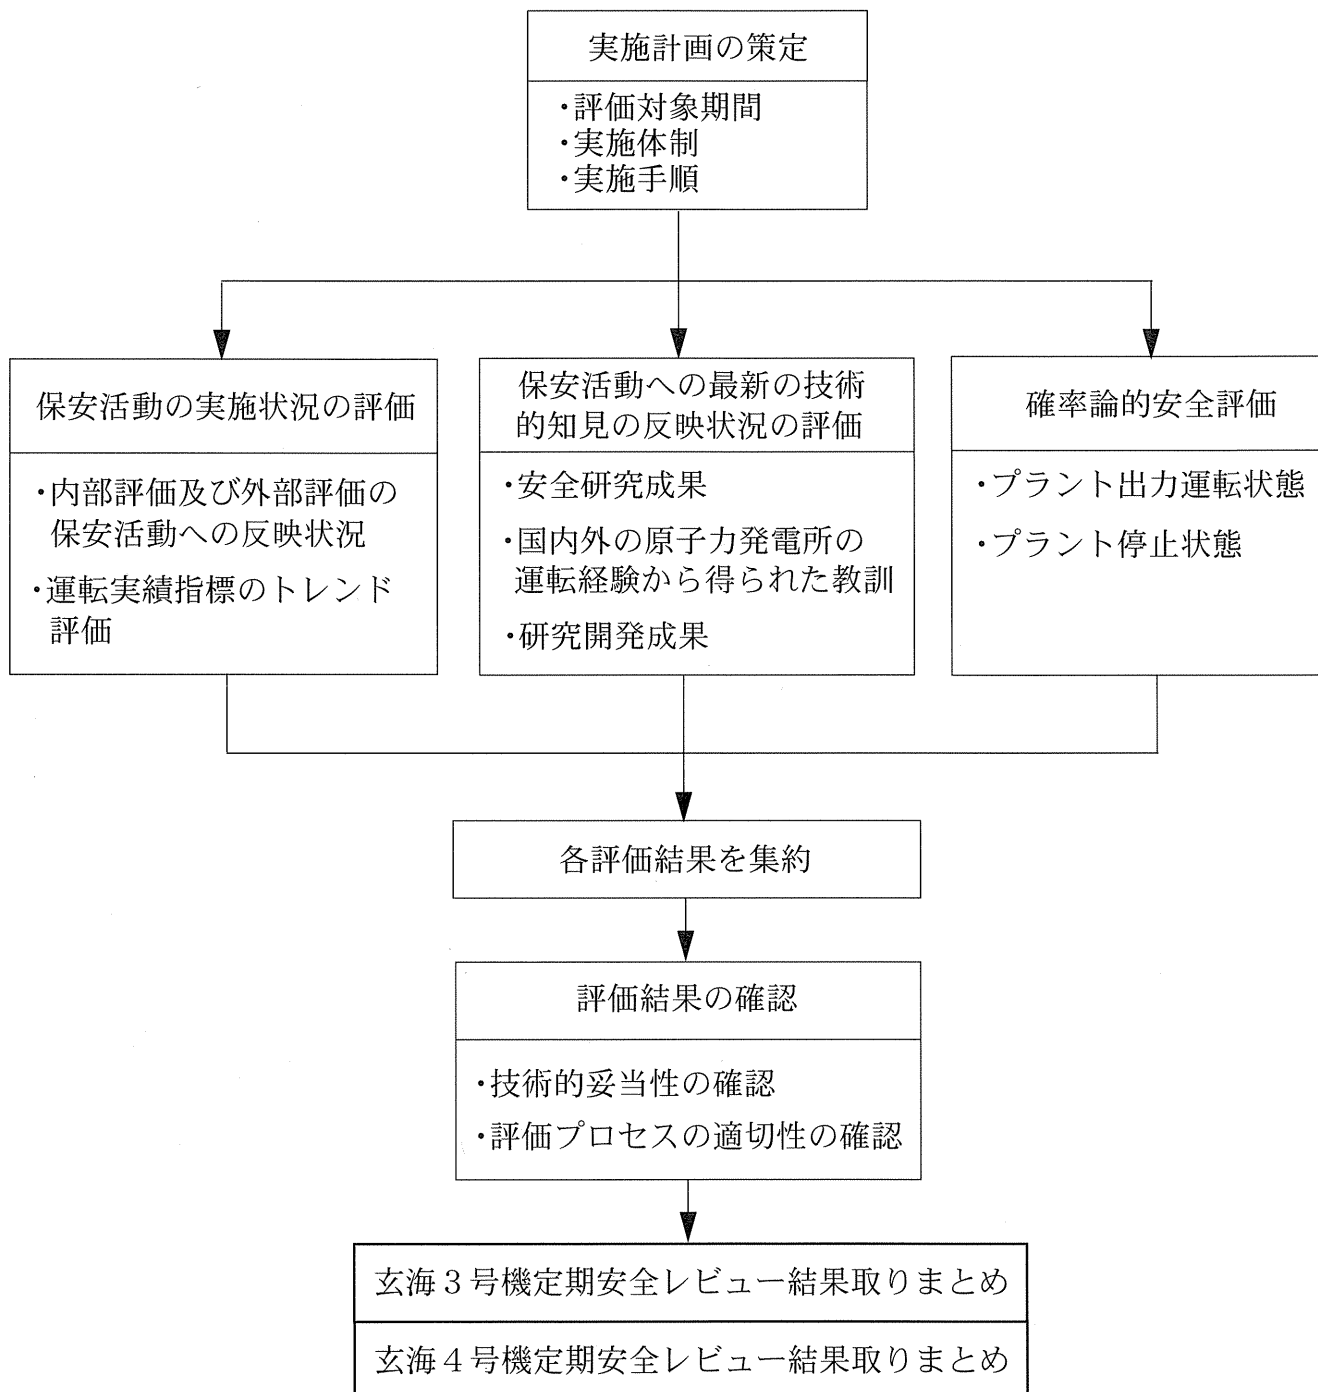 実施計画の策定
・評価対象期間
・実施体制
・実施手順
保安活動の実施状況の評価
・内部評価及び外部評価の
保安活動への反映状況
・運転実績指標のトレンド
評価
保安活動への最新の技術
的知見の反映状況の評価
・安全研究成果
・国内外の原子力発電所の
運転経験から得られた教訓
・研究開発成果
確率論的安全評価
・プラント出力運転状態
・プラント停止状態
各評価結果を集約
評価結果の確認
・技術的妥当性の確認
・評価プロセスの適切性の確認
玄海３号機定期安全レビュー結果取りまとめ
玄海４号機定期安全レビュー結果取りまとめ